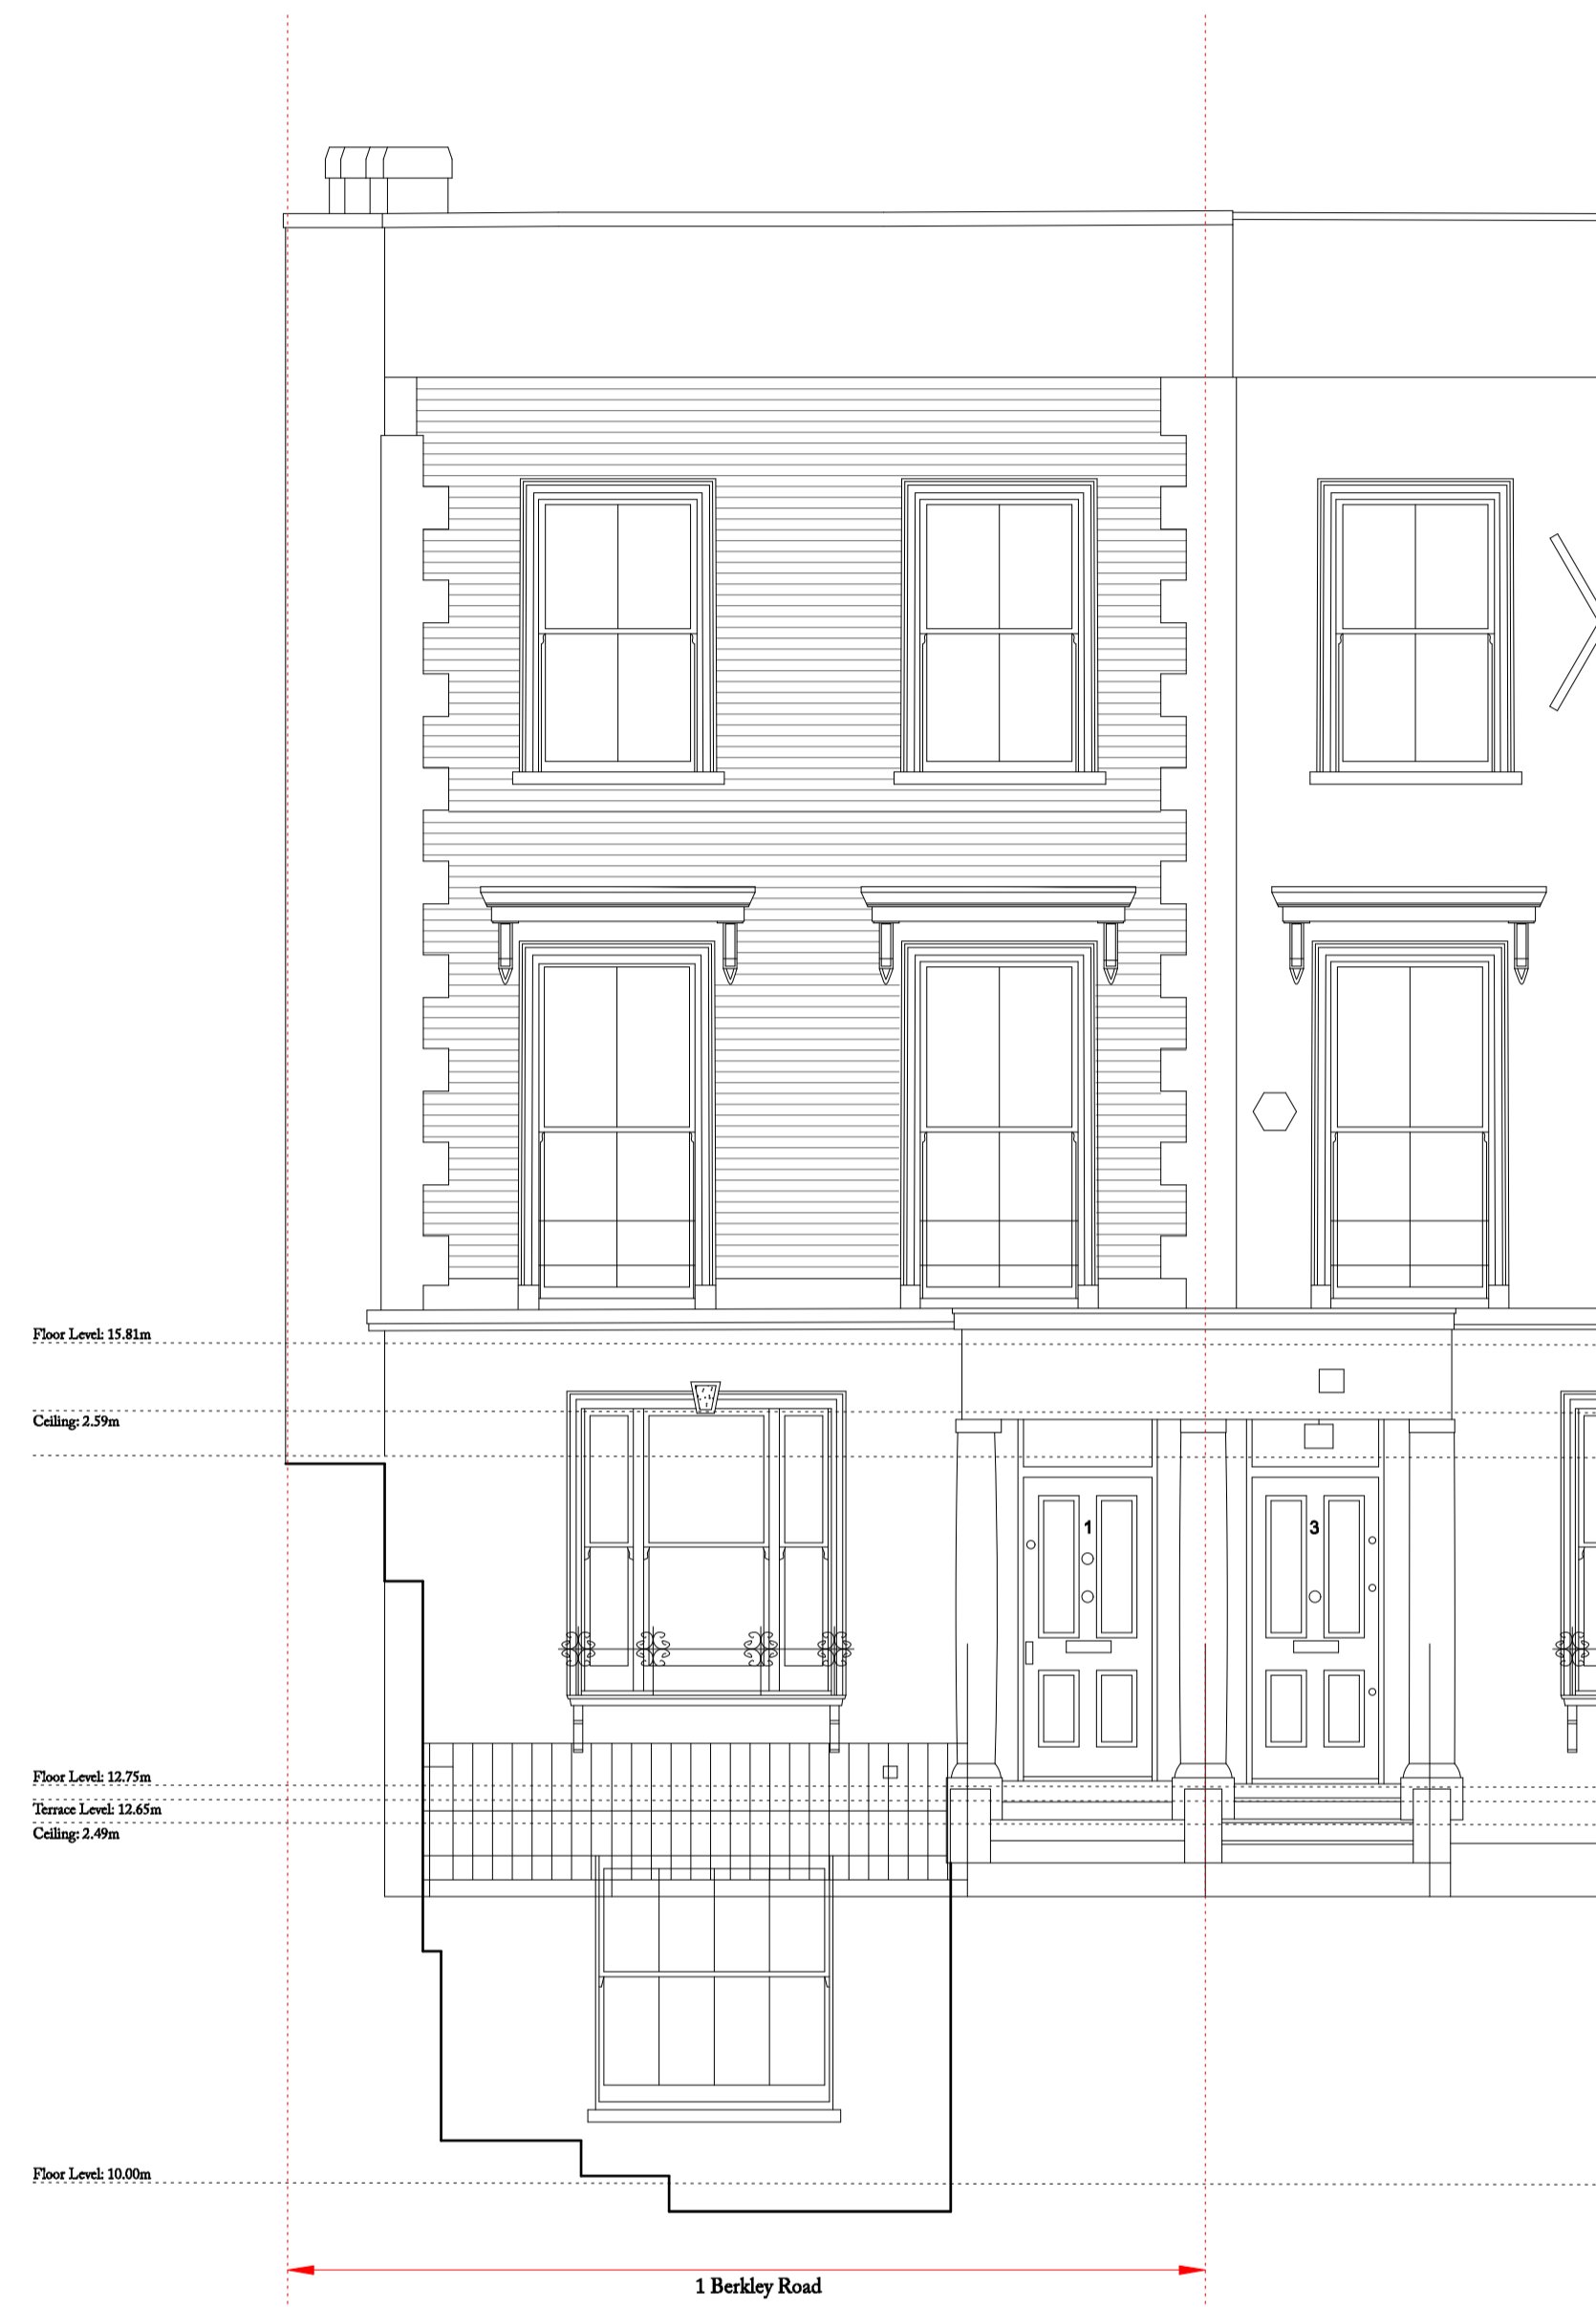 Floor Level: 15.81m
Ceiling: 2.59m
1
3
Floor Level: 12.75m
Terrace Level: 12.65m
Ceiling: 2.49m
Floor Level: 10.00m
1 Berkley Road